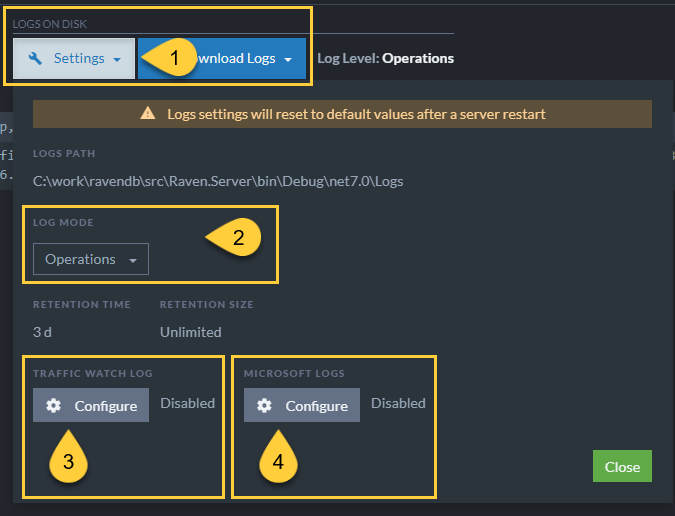 LOGS ON DISK
Settings 1 wnload Logs Log Level: Operations
Logs settings will reset to default values after a server restart
p,
fi
6.
LOGS PATH
C:\work\ravendb\src\Raven.Server\bin\Debug\net7.0\Logs
LOG MODE
2
Operations
RETENTION TIME RETENTION SIZE
3 d Unlimited
TRAFFIC WATCH LOG MICROSOFT LOGS
Configure Disabled Configure Disabled
3 4
Close